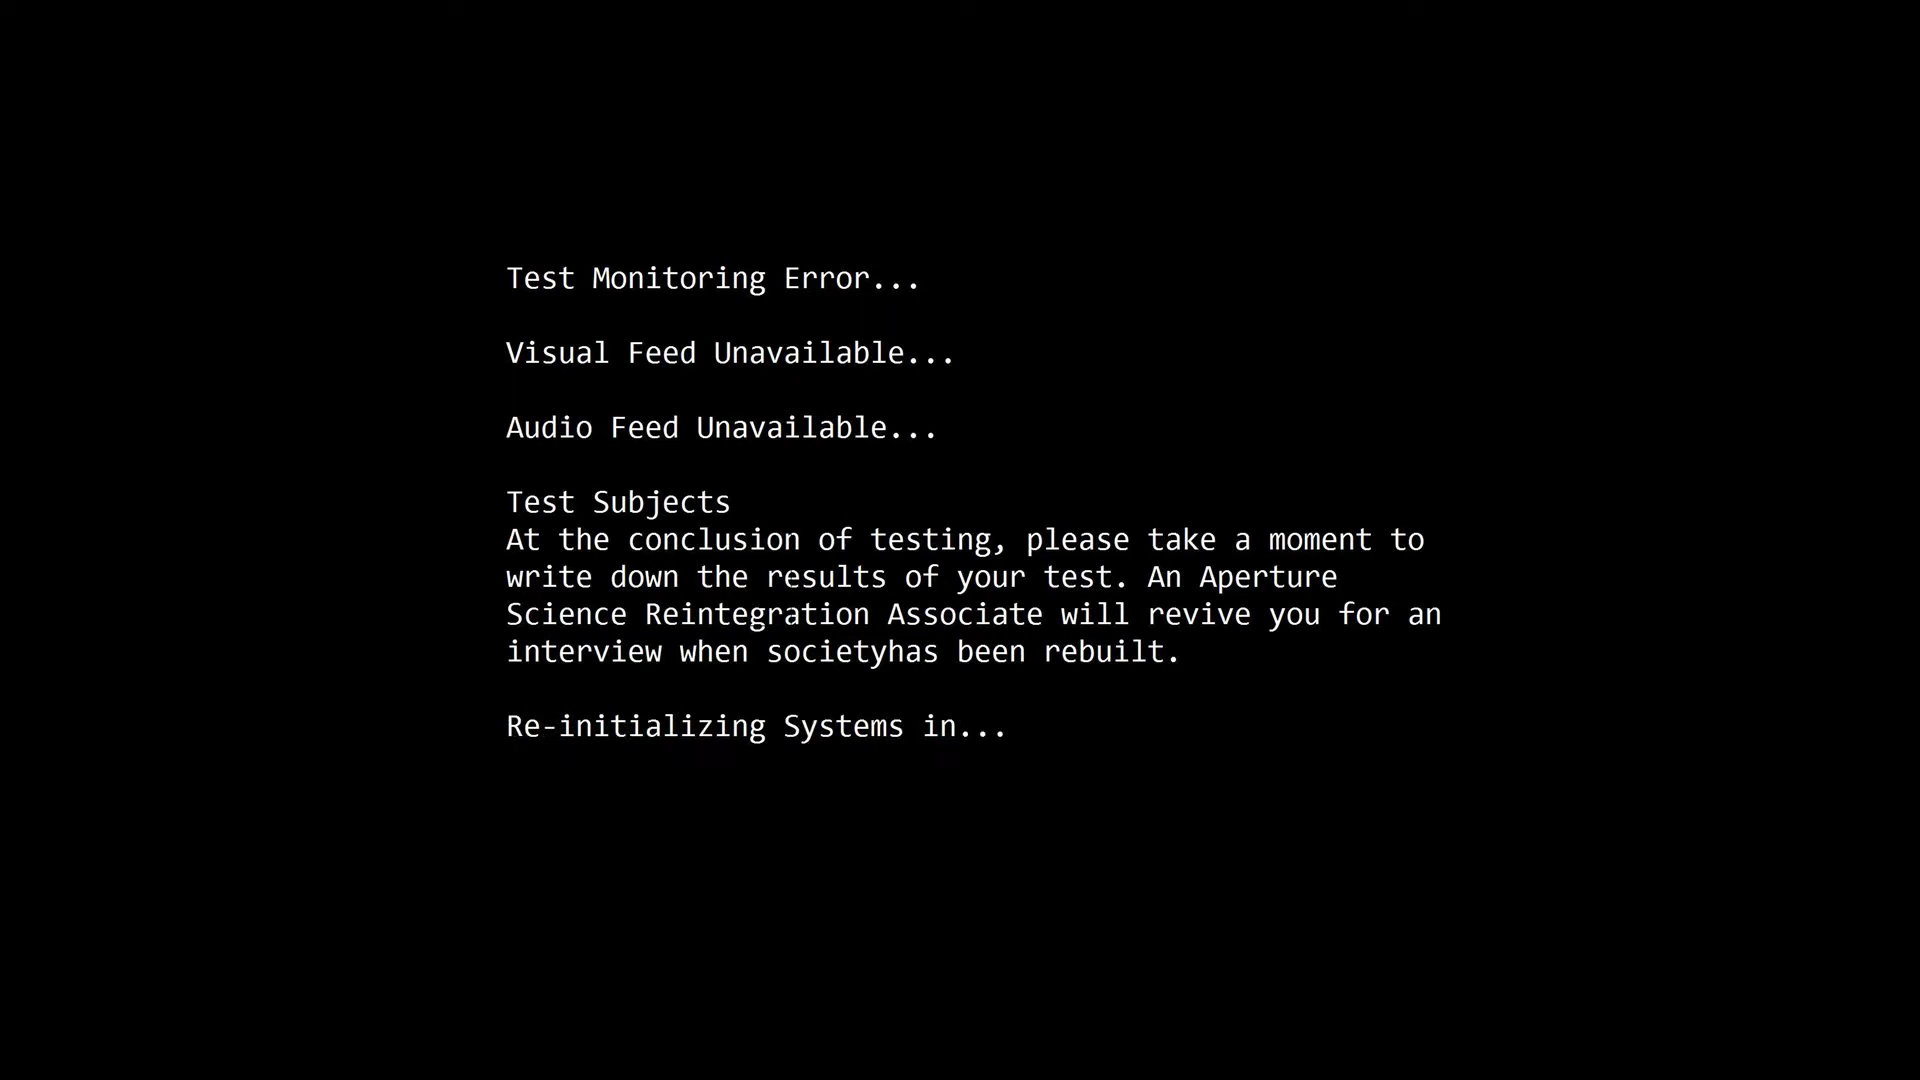 Test Monitoring Error...
Visual Feed Unavailable...
Audio Feed Unavailable...
Test Subjects
At the conclusion of testing, please take a moment to
write down the results of your test. An Aperture
Science Reintegration Associate will revive you for an
interview when societyhas been rebuilt.
Re-initializing Systems in...